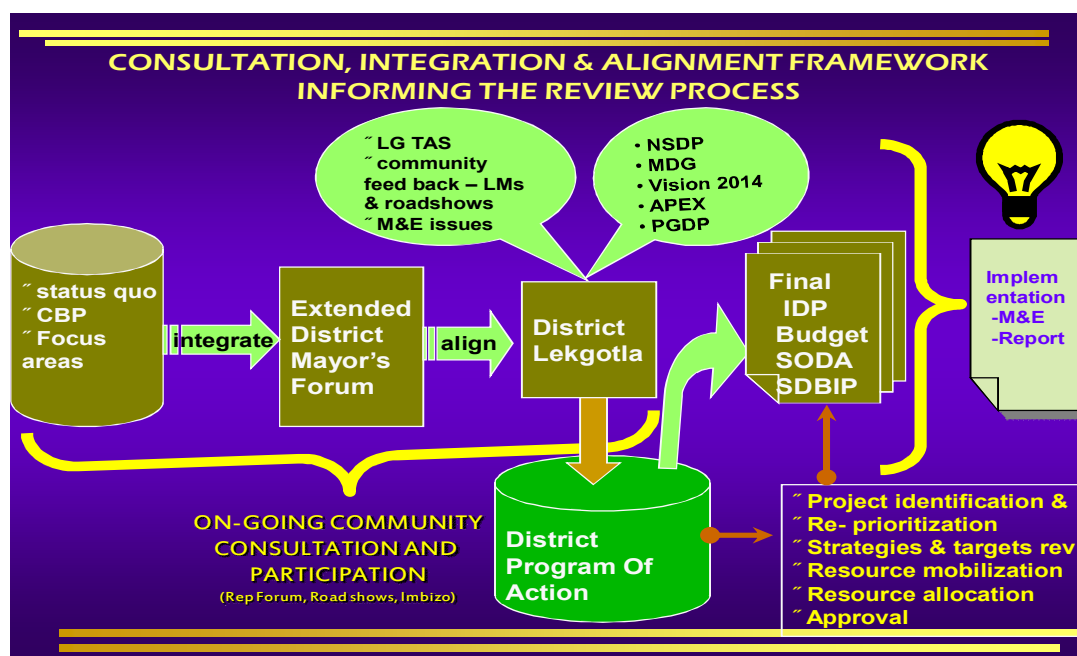 CONSULTATION, INTEGRATION & ALIGNMENT FRAMEWORK
INFORMING THE REVIEW PROCESS
˝ LG TAS
˝ community
feed back – LMs
& roadshows
˝ M&E issues
• NSDP
• MDG
• Vision 2014
• APEX
• PGDP
˝ status quo
˝ CBP
˝ Focus
areas
integrate
Extended
District
Mayor's
Forum
align
District
Lekgotla
Final
IDP
Budget
SODA
SDBIP
Implem
entation
-M&E
-Report
ON-GOING COMMUNITY
CONSULTATION AND
PARTICIPATION
(Rep Forum, Road shows, Imbizo)
District
Program Of
Action
˝ Project identification &
˝ Re- prioritization
˝ Strategies & targets rev
˝ Resource mobilization
˝ Resource allocation
˝ Approval